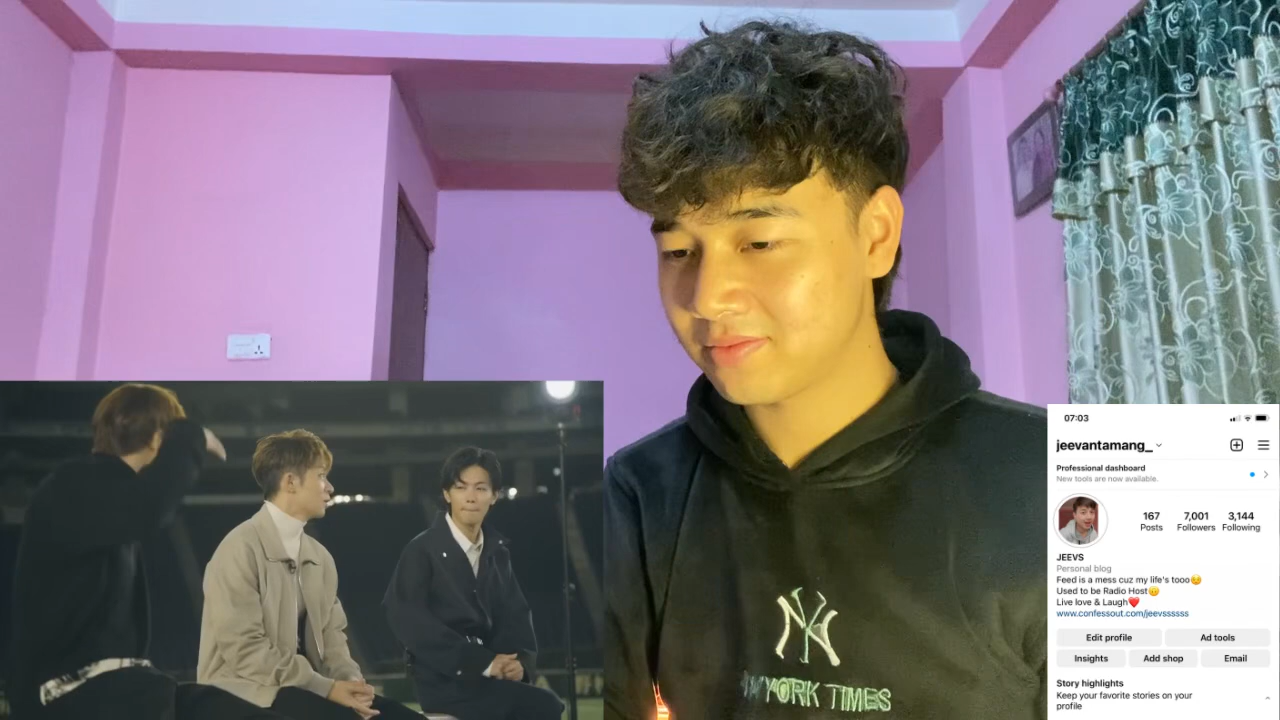 NY
YORK TIMES
07:03
jeevantamang_
Professional dashboard
New tools are now available.
167 7,001 3,144
Posts Followers Following
JEEVS
Personal blog
Feed is a mess cuz my life's tooo😔
Used to be Radio Host🙃
Live love & Laugh❤️
www.confessout.com/jeevssssss
Edit profile Ad tools
Insights Add shop Email
Story highlights
Keep your favorite stories on your
profile